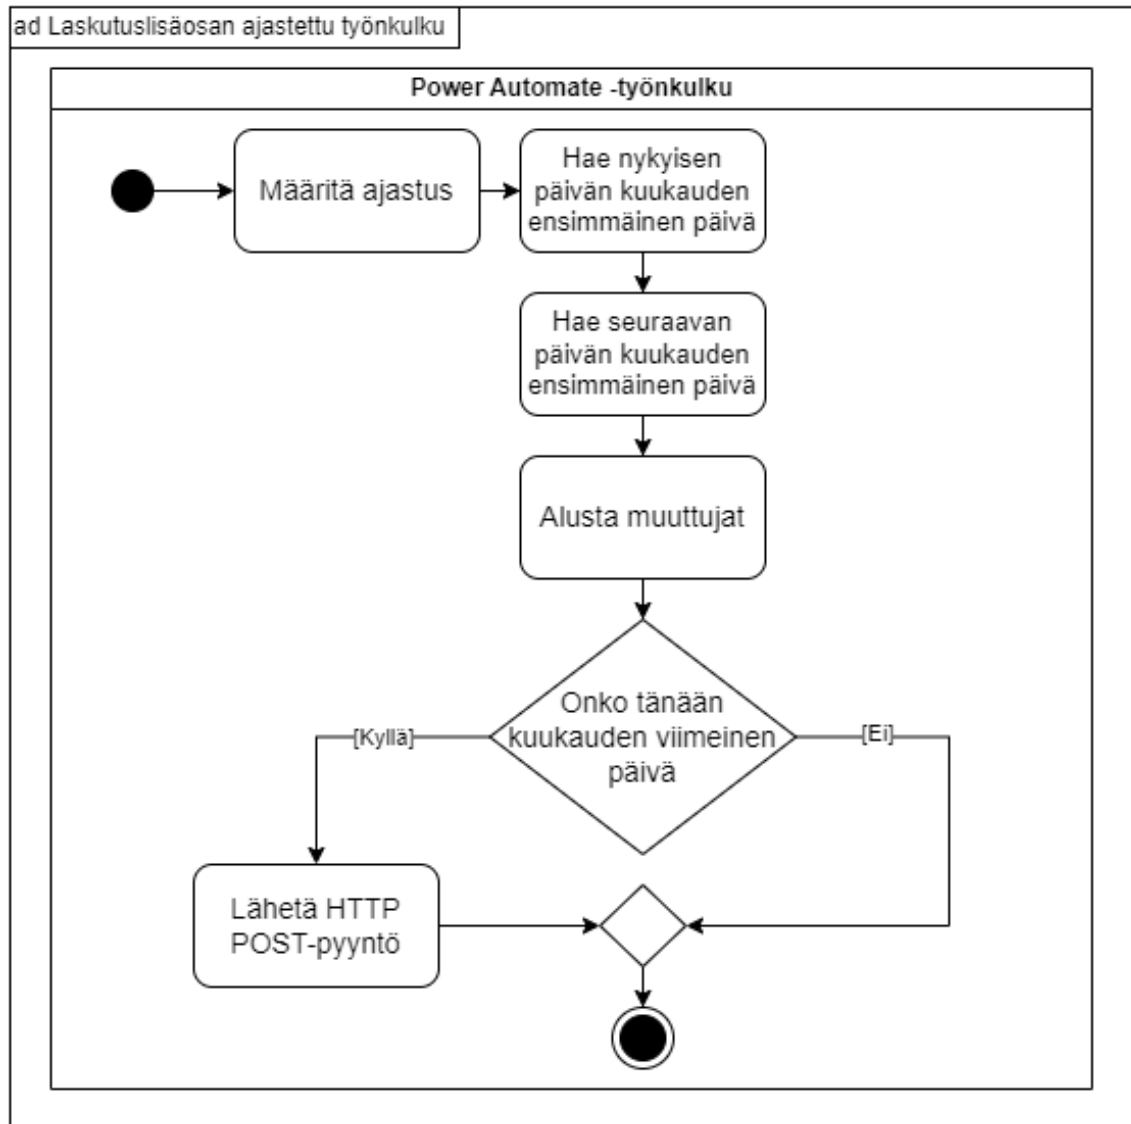 ad Laskutuslisäosan ajastettu työnkulku
Power Automate -työnkulku
Määritä ajastus
Hae nykyisen
päivän kuukauden
ensimmäinen päivä
Hae seuraavan
päivän kuukauden
ensimmäinen päivä
Alusta muuttujat
Onko tänään
kuukauden viimeinen
päivä
[Kyllä]
[Ei]
Lähetä HTTP
POST-pyyntö